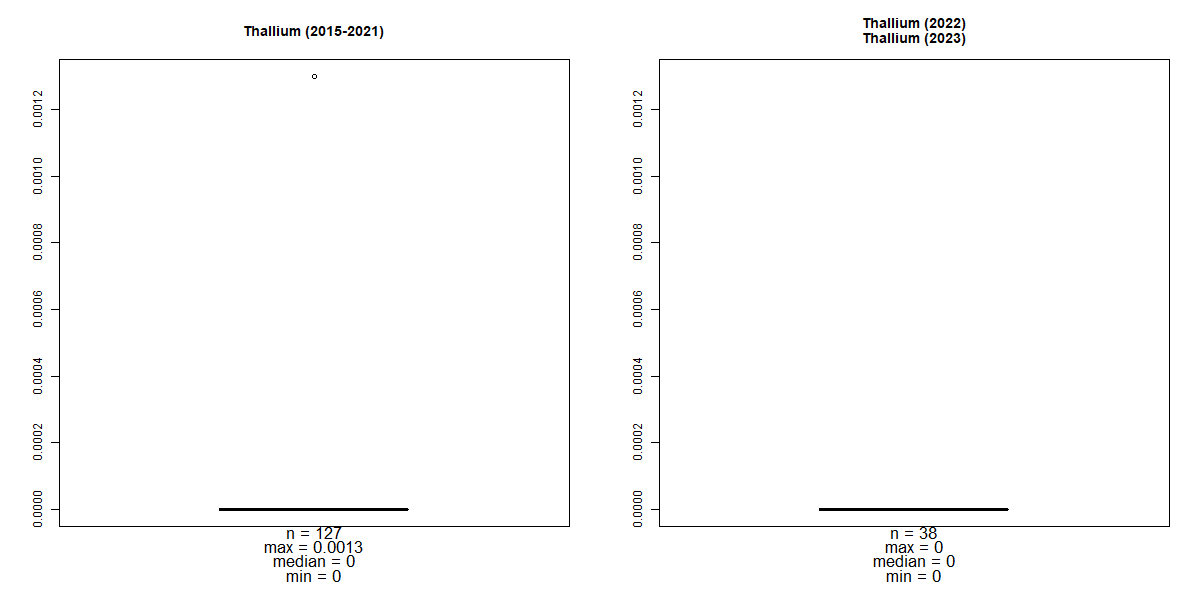 Thallium (2015-2021)
0.0012
0.0010
0.0008
0.0006
0.0004
0.0002
0.0000
n = 127
max = 0.0013
median = 0
min = 0
Thallium (2022)
Thallium (2023)
0.0012
0.0010
0.0008
0.0006
0.0004
0.0002
0.0000
n = 38
max = 0
median = 0
min = 0